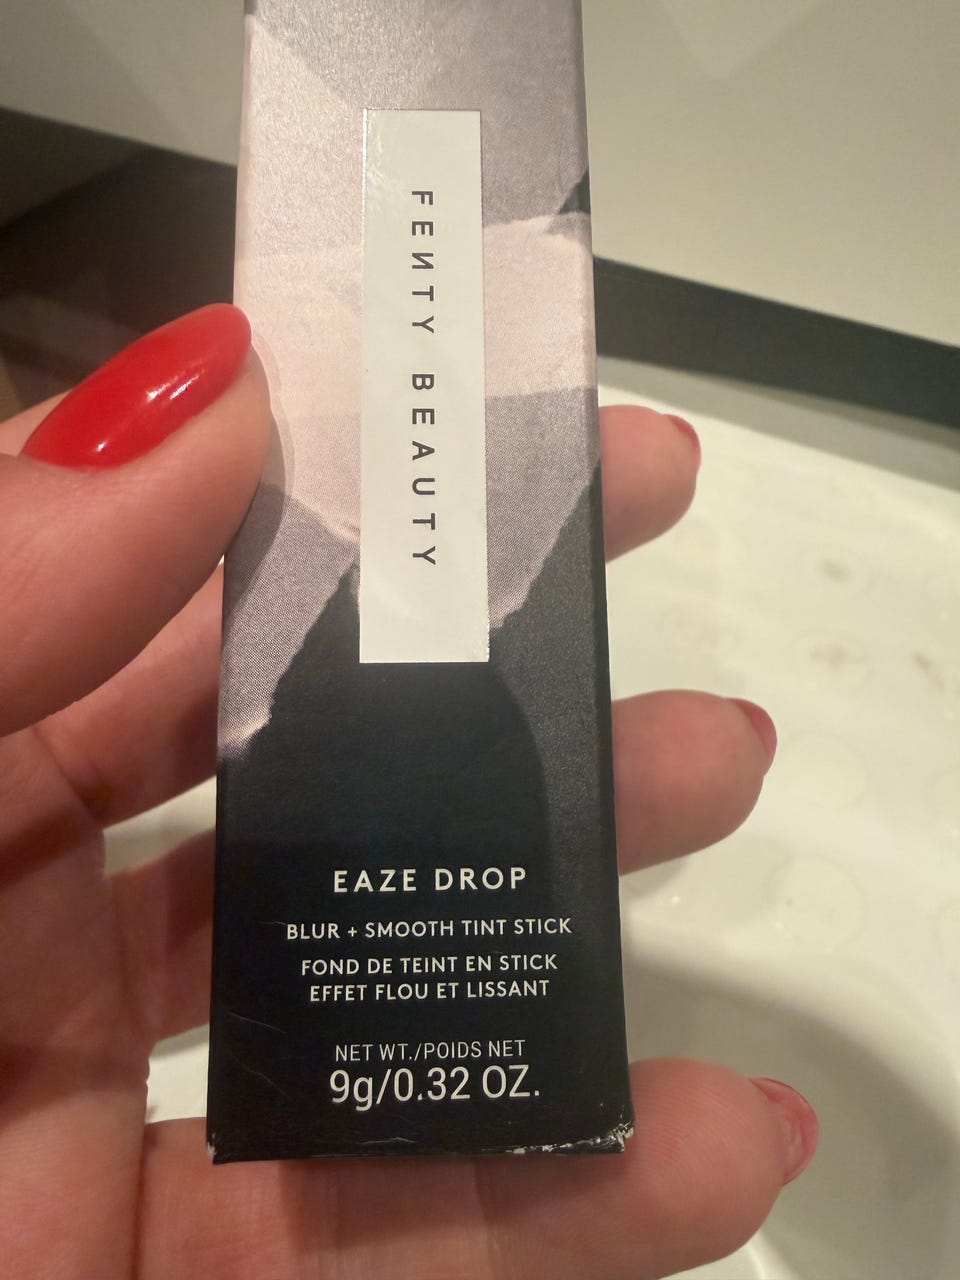 FEИTY BEAUTY
EAZE DROP
BLUR + SMOOTH TINT STICK
FOND DE TEINT EN STICK
EFFET FLOU ET LISSANT
NET WT./POIDS NET
9g/0.32 OZ.